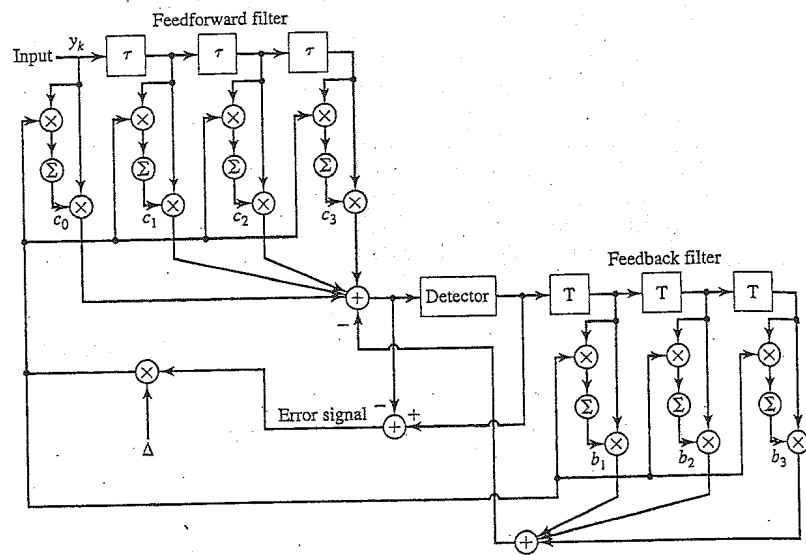 Feedforward filter
Input y_k τ τ τ
× × × ×
Σ Σ Σ Σ
c_0 × c_1 × c_2 × c_3 ×
Feedback filter
+ Detector T T T
−
× × × ×
− Error signal +
Δ + Σ Σ Σ
b_1 × b_2 × b_3 ×
+